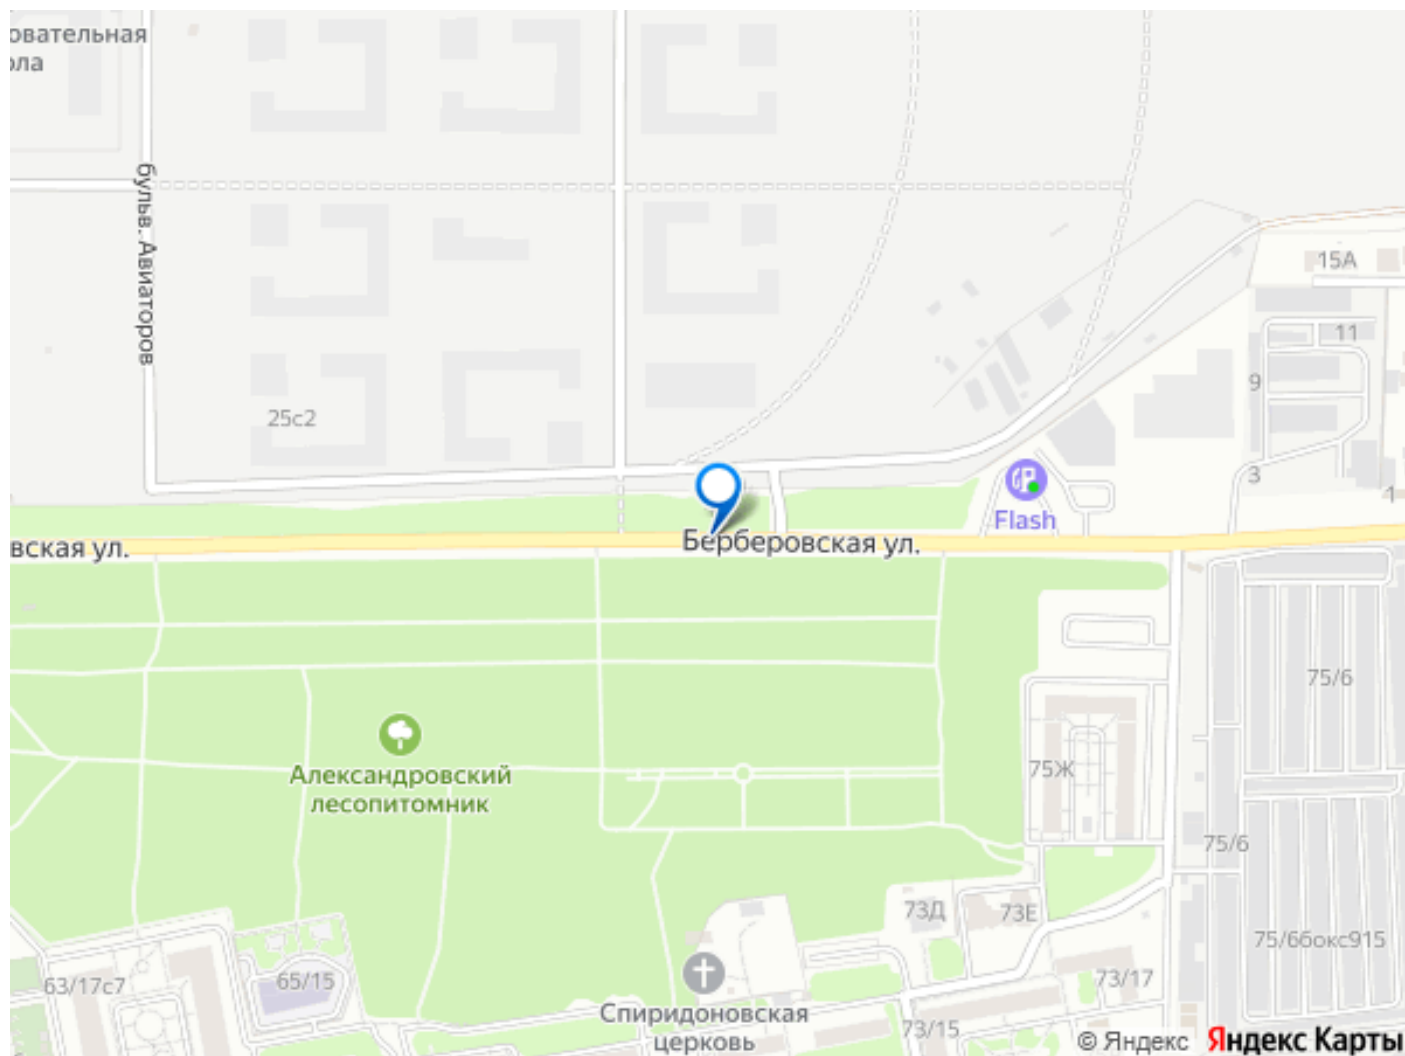 овательная
ола
бульв. Авиаторов
15А
11
9
25с2
3
1
Flash
вская ул.
Берберовская ул.
75/6
Александровский
лесопитомник
75Ж
75/6
73Д
73Е
75/6бокс915
63/17с7
65/15
73/17
Спиридоновская
церковь
73/15
© Яндекс
Яндекс Карты